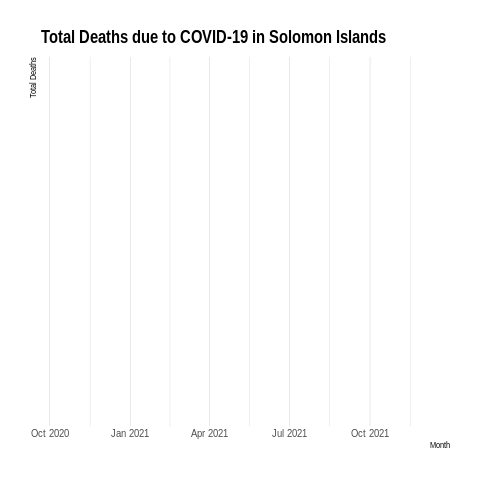 Total Deaths due to COVID-19 in Solomon Islands
Total Deaths
Oct 2020 Jan 2021 Apr 2021 Jul 2021 Oct 2021
Month